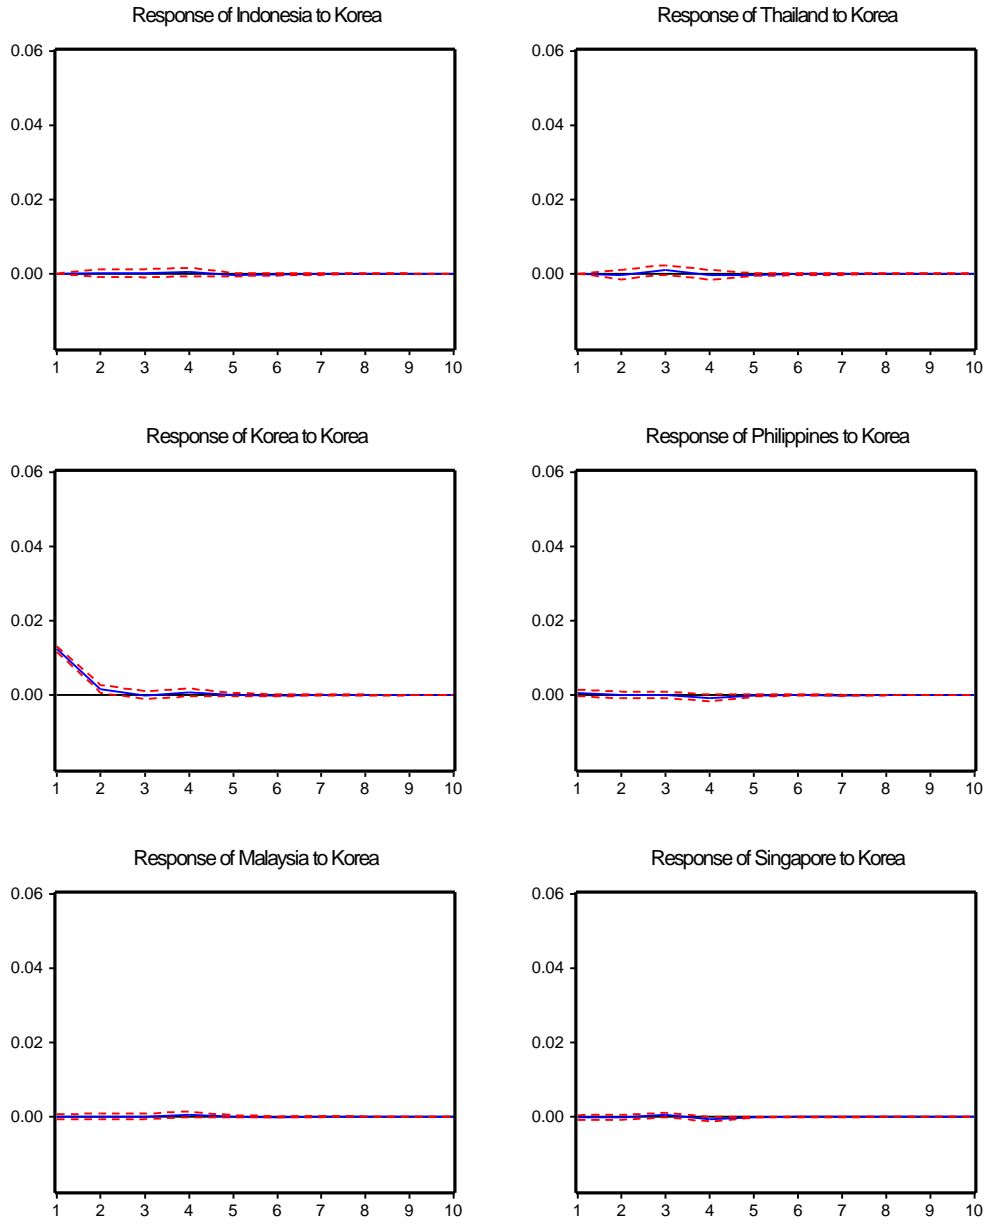 Response of Indonesia to Korea
0.06
0.04
0.02
0.00
1 2 3 4 5 6 7 8 9 10
Response of Thailand to Korea
0.06
0.04
0.02
0.00
1 2 3 4 5 6 7 8 9 10
Response of Korea to Korea
0.06
0.04
0.02
0.00
1 2 3 4 5 6 7 8 9 10
Response of Philippines to Korea
0.06
0.04
0.02
0.00
1 2 3 4 5 6 7 8 9 10
Response of Malaysia to Korea
0.06
0.04
0.02
0.00
1 2 3 4 5 6 7 8 9 10
Response of Singapore to Korea
0.06
0.04
0.02
0.00
1 2 3 4 5 6 7 8 9 10